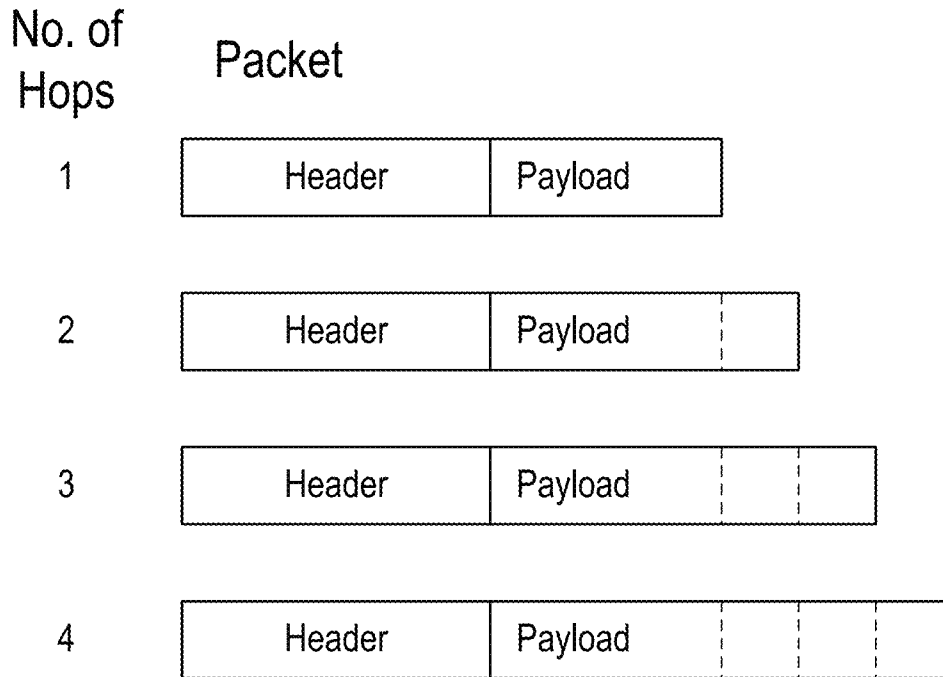 No. of
Hops
Packet
1 Header Payload
2 Header Payload
3 Header Payload
4 Header Payload